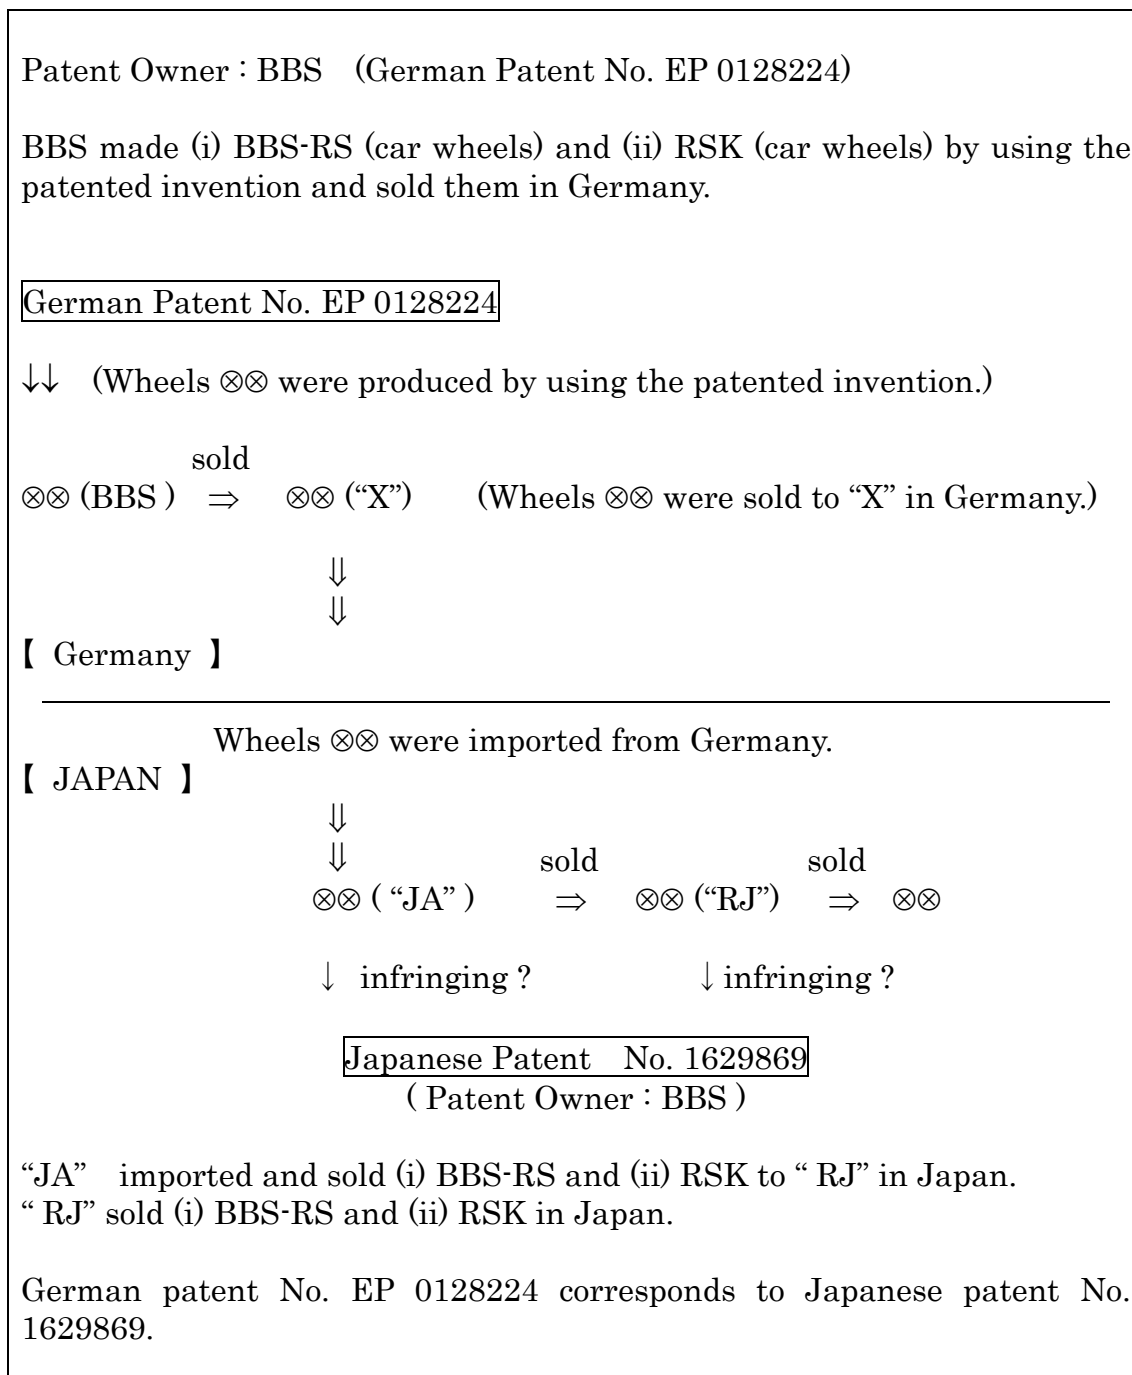 Patent Owner : BBS (German Patent No. EP 0128224)
BBS made (i) BBS-RS (car wheels) and (ii) RSK (car wheels) by using the
patented invention and sold them in Germany.
German Patent No. EP 0128224
↓↓ (Wheels ⊗⊗ were produced by using the patented invention.)
sold
⊗⊗ (BBS ) ⇒ ⊗⊗ (“X”) (Wheels ⊗⊗ were sold to “X” in Germany.)
⇓
⇓
【 Germany 】
Wheels ⊗⊗ were imported from Germany.
【 JAPAN 】
⇓
⇓ sold sold
⊗⊗ ( “JA” ) ⇒ ⊗⊗ (“RJ”) ⇒ ⊗⊗
↓ infringing ? ↓ infringing ?
Japanese Patent No. 1629869
( Patent Owner : BBS )
“JA” imported and sold (i) BBS-RS and (ii) RSK to “ RJ” in Japan.
“ RJ” sold (i) BBS-RS and (ii) RSK in Japan.
German patent No. EP 0128224 corresponds to Japanese patent No.
1629869.